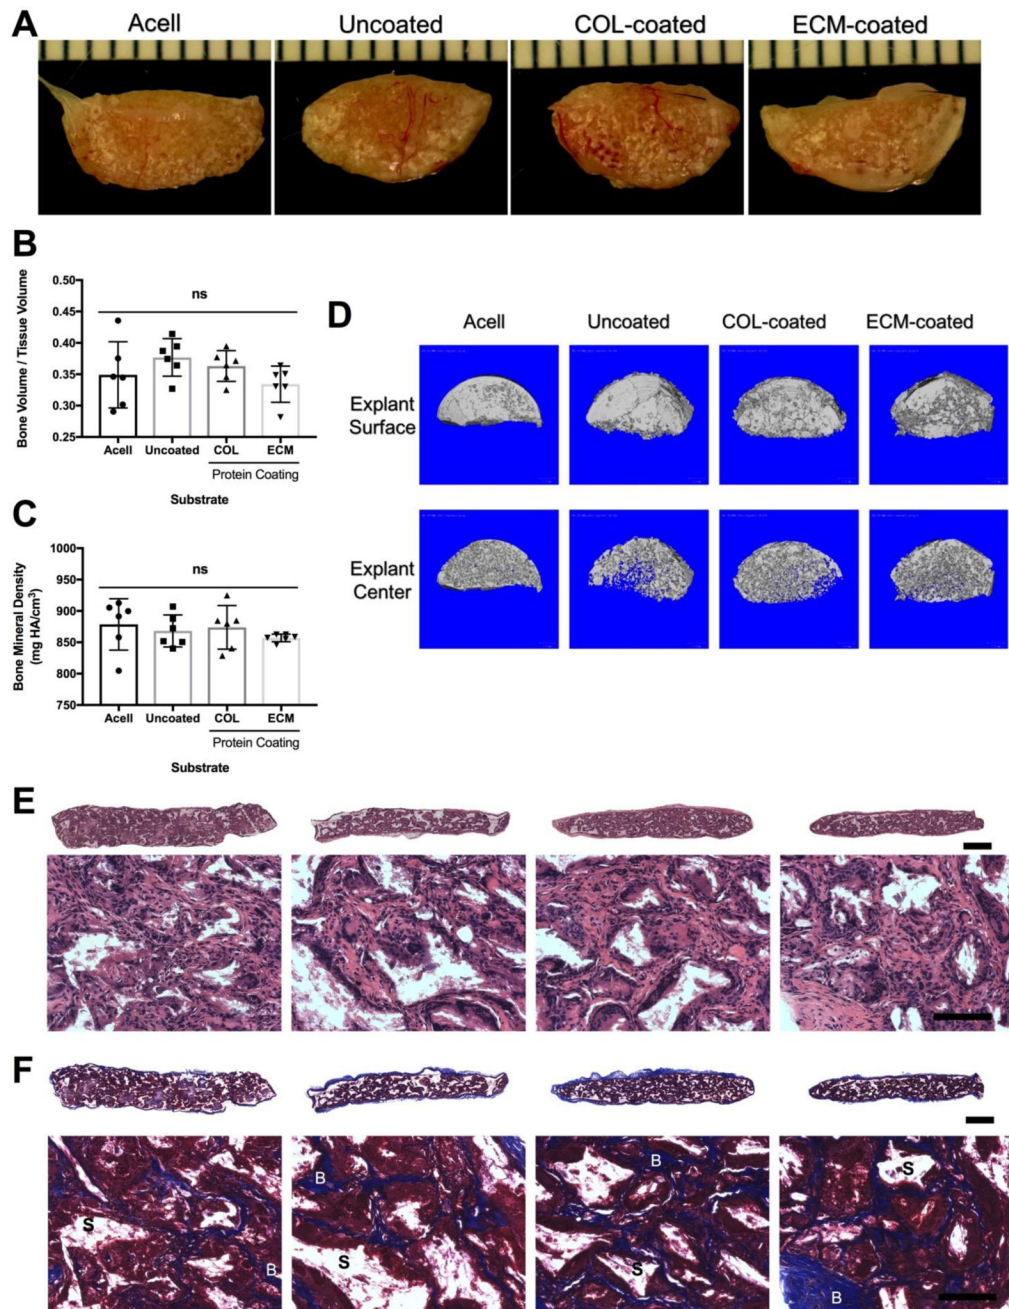 A
Acell
Uncoated
COL-coated
ECM-coated
B
Bone Volume / Tissue Volume
0.50
0.45
0.40
0.35
0.30
0.25
ns
Acell
Uncoated
COL
ECM
Protein Coating
Substrate
C
Bone Mineral Density
(mg HA/cm³)
1000
950
900
850
800
750
ns
Acell
Uncoated
COL
ECM
Protein Coating
Substrate
D
Acell
Uncoated
COL-coated
ECM-coated
Explant
Surface
Explant
Center
E
F
S
B
B
S
B
S
S
B